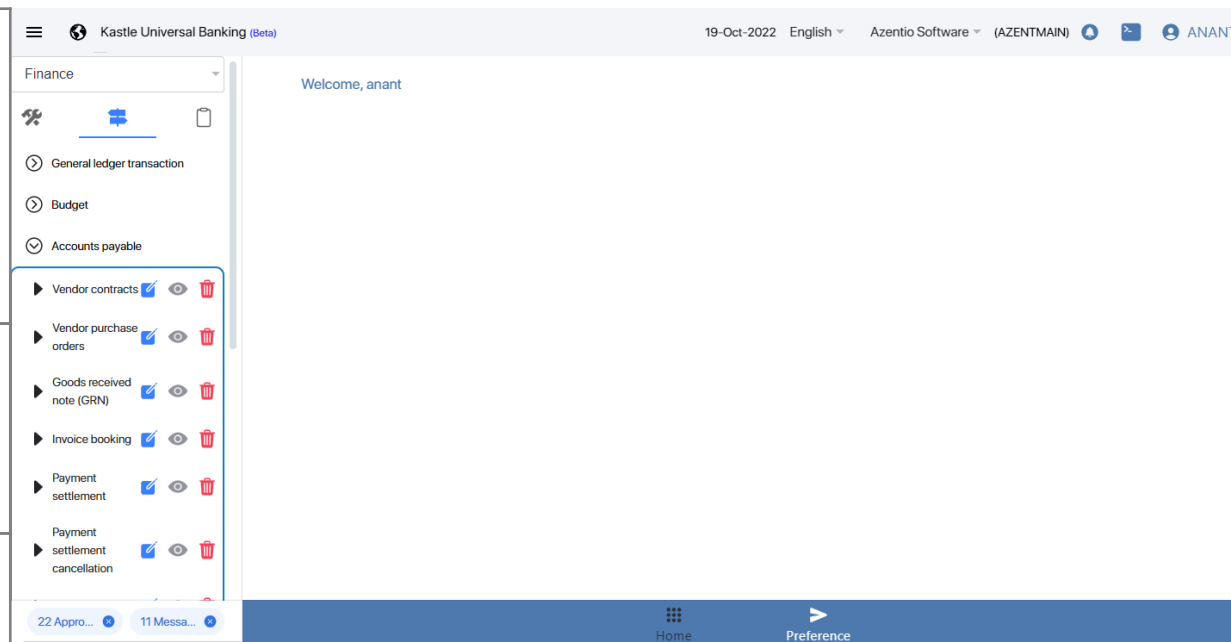 Kastle Universal Banking (Beta)
19-Oct-2022 English Azentio Software (AZENTMAIN) ANANT
Finance
Welcome, anant
General ledger transaction
Budget
Accounts payable
Vendor contracts
Vendor purchase
orders
Goods received
note (GRN)
Invoice booking
Payment
settlement
Payment
settlement
cancellation
22 Appro... 11 Messa...
Home Preference